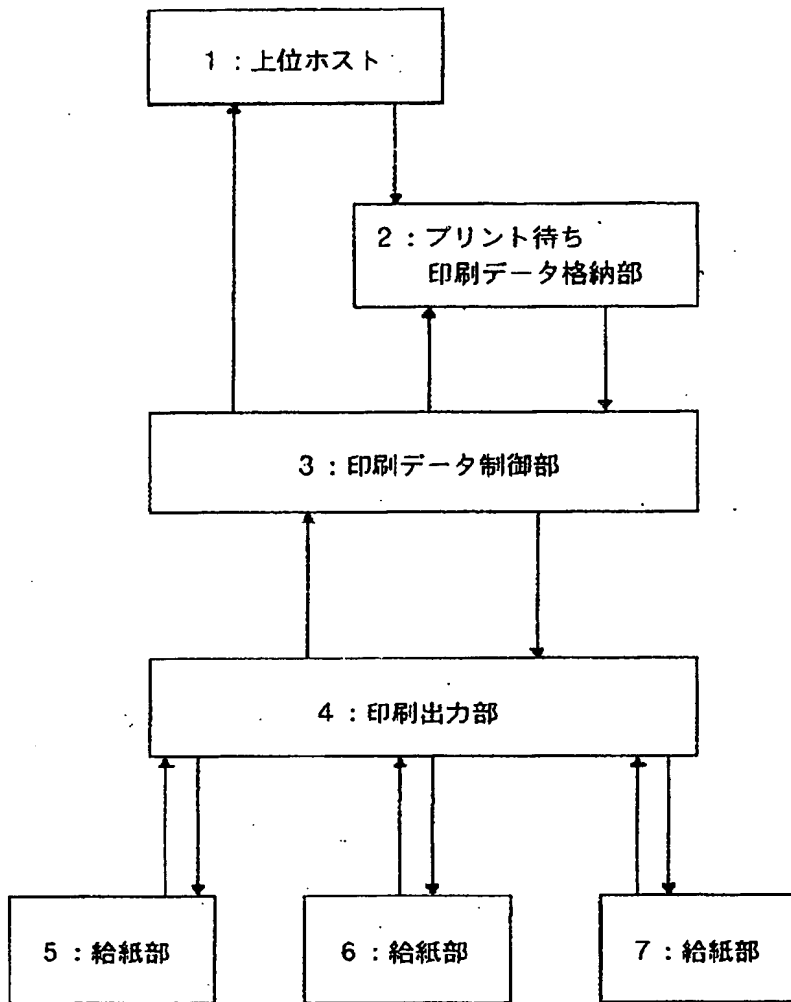 1：上位ホスト
2：プリント待ち
印刷データ格納部
3：印刷データ制御部
4：印刷出力部
5：給紙部
6：給紙部
7：給紙部